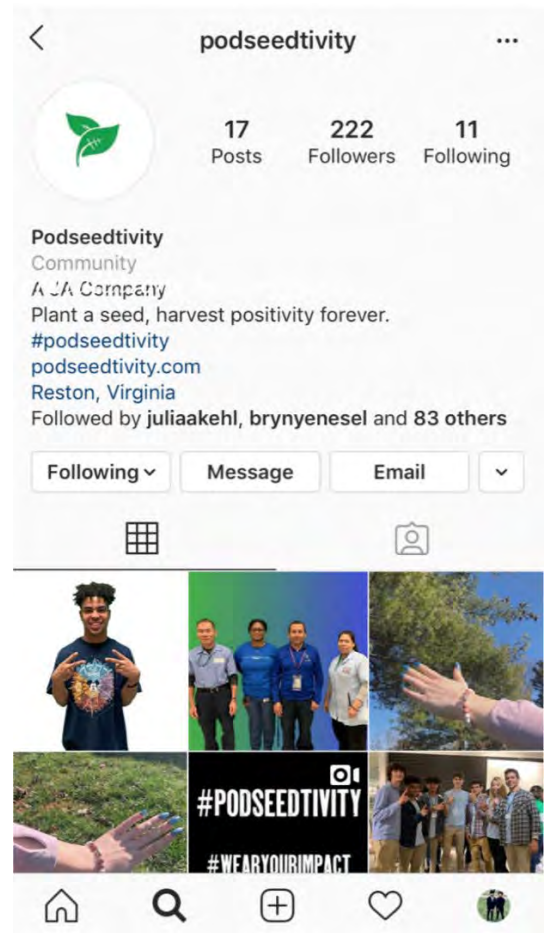 podseedtivity
17 222 11
Posts Followers Following
Podseedtivity
Community
A JA Company
Plant a seed, harvest positivity forever.
#podseedtivity
podseedtivity.com
Reston, Virginia
Followed by juliaakehl, brynyenesel and 83 others
Following Message Email
#PODSEEDTIVITY
#WEARYOURIMPACT